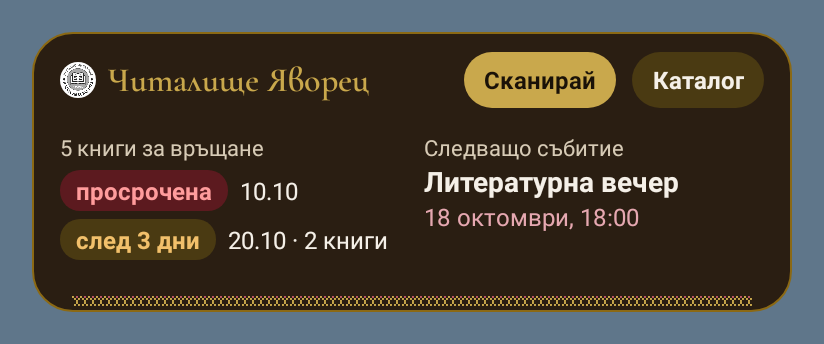 Читалище Яворец
Сканирай
Каталог
5 книги за връщане
просрочена 10.10
след 3 дни 20.10 · 2 книги
Следващо събитие
Литературна вечер
18 октомври, 18:00